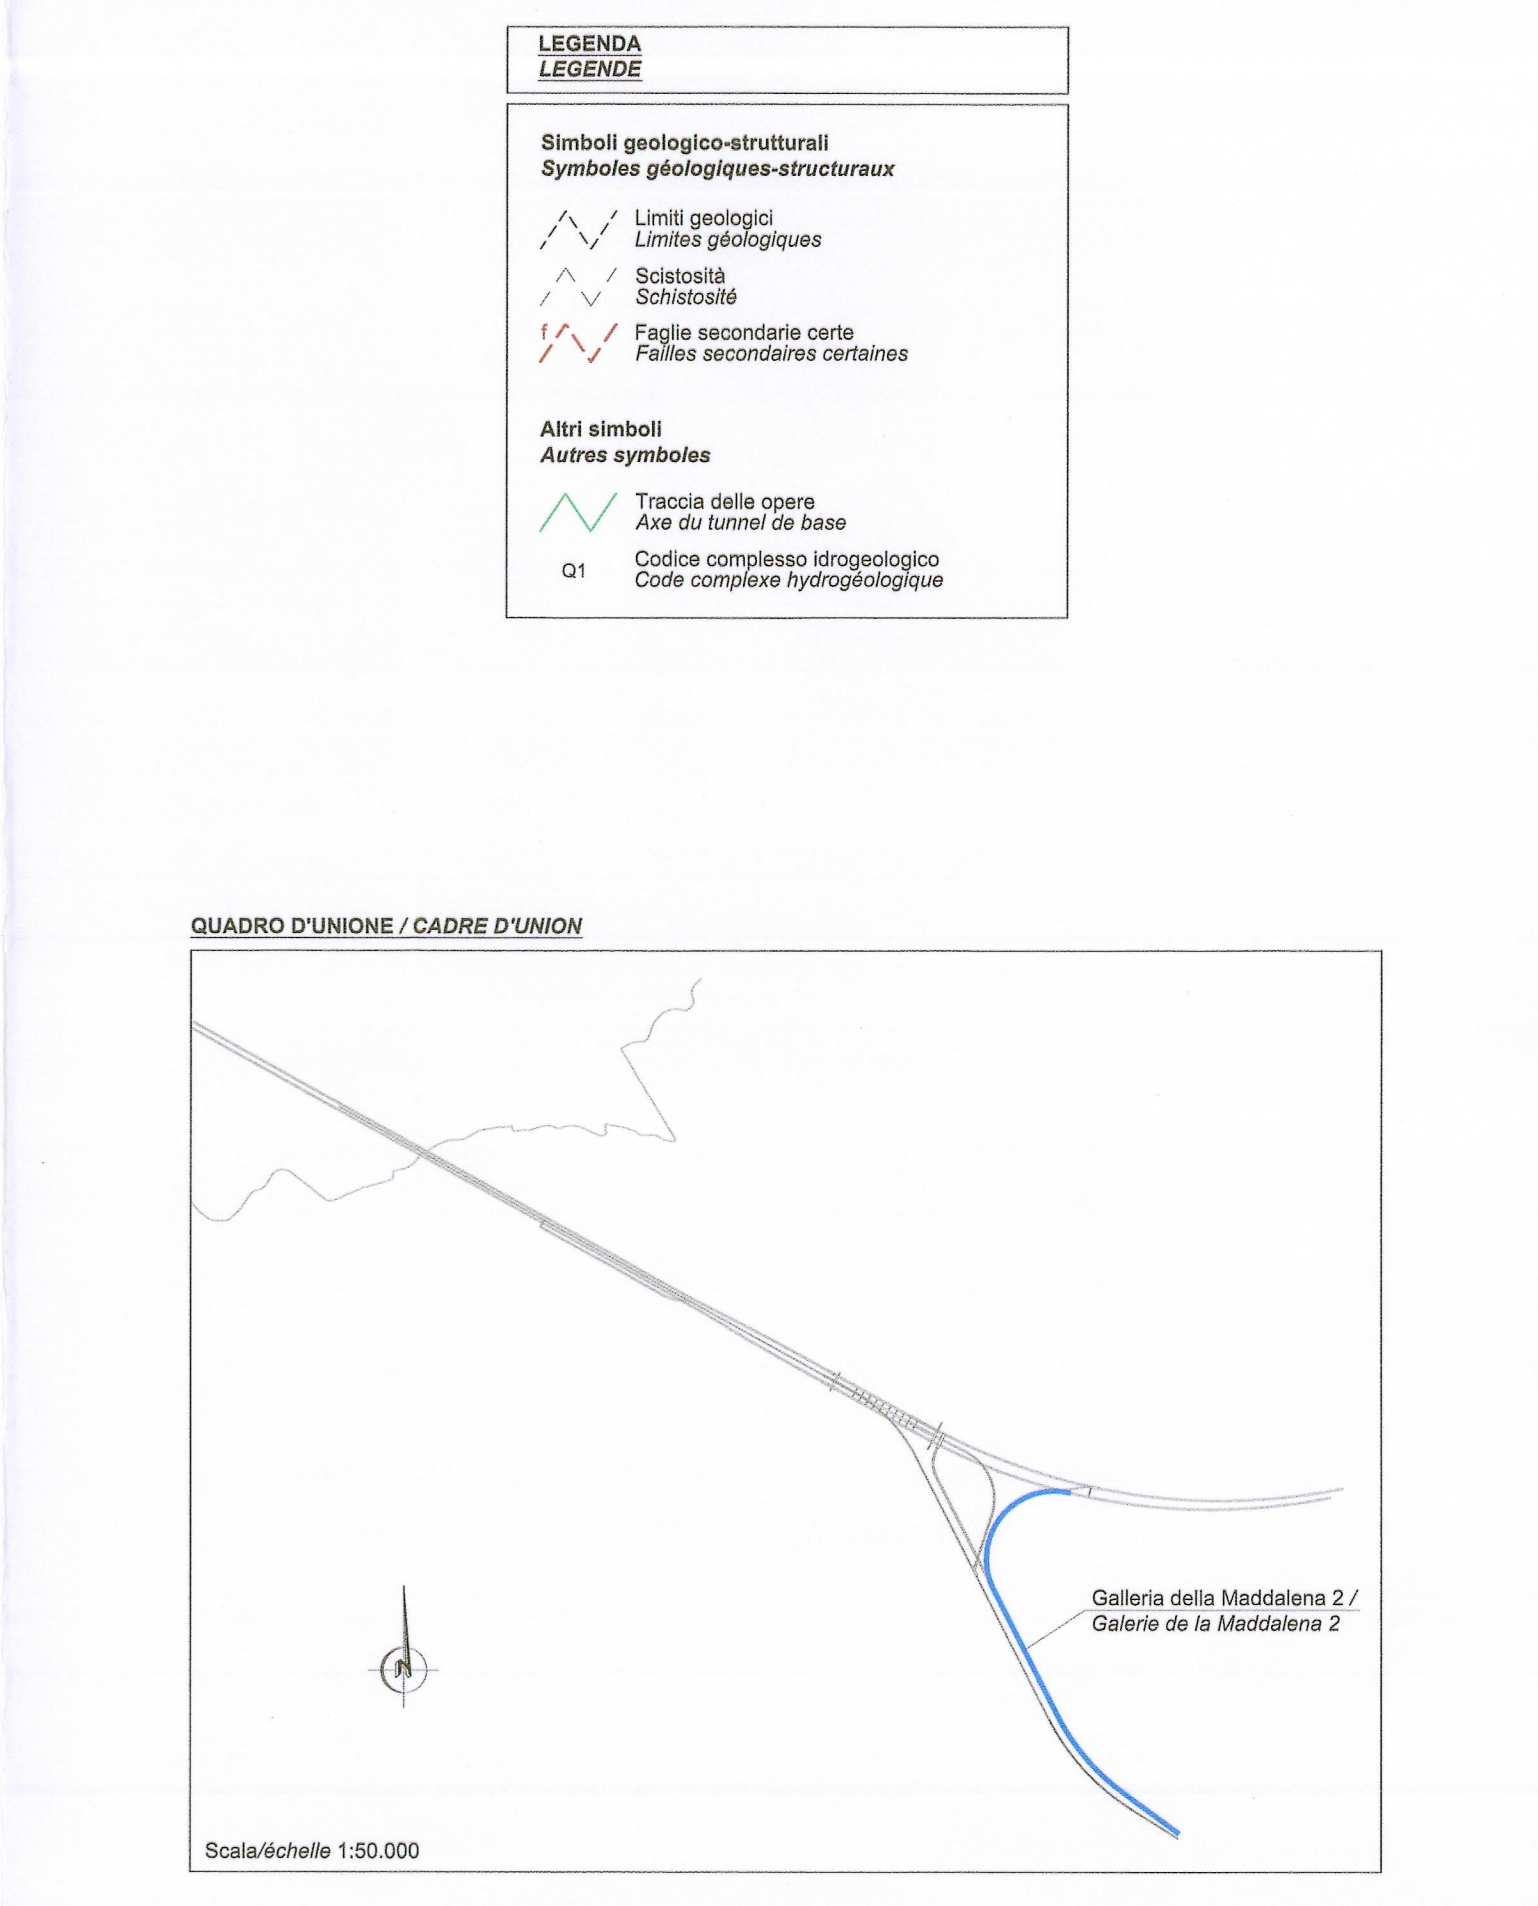 LEGENDA
LEGENDE
Simboli geologico-strutturali
Symboles géologiques-structuraux
Limiti geologici
Limites géologiques
Scistosità
Schistosité
f
Faglie secondarie certe
Failles secondaires certaines
Altri simboli
Autres symboles
Traccia delle opere
Axe du tunnel de base
Q1
Codice complesso idrogeologico
Code complexe hydrogéologique
QUADRO D'UNIONE / CADRE D'UNION
Galleria della Maddalena 2 /
Galerie de la Maddalena 2
N
Scala/échelle 1:50.000